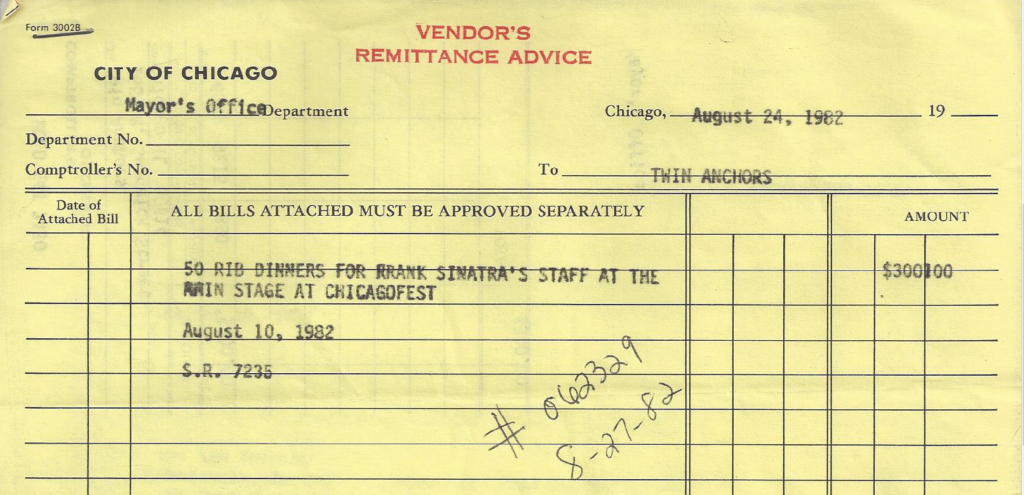 Form 3002B
VENDOR'S
REMITTANCE ADVICE
CITY OF CHICAGO
Mayor's Office Department
Chicago, August 24, 1982 19
Department No.
Comptroller's No.
To TWIN ANCHORS
Date of
Attached Bill
ALL BILLS ATTACHED MUST BE APPROVED SEPARATELY
AMOUNT
50 RIB DINNERS FOR RRANK SINATRA'S STAFF AT THE $300 00
MAIN STAGE AT CHICAGOFEST
August 10, 1982
S.R. 7235
# 062329
8-27-82